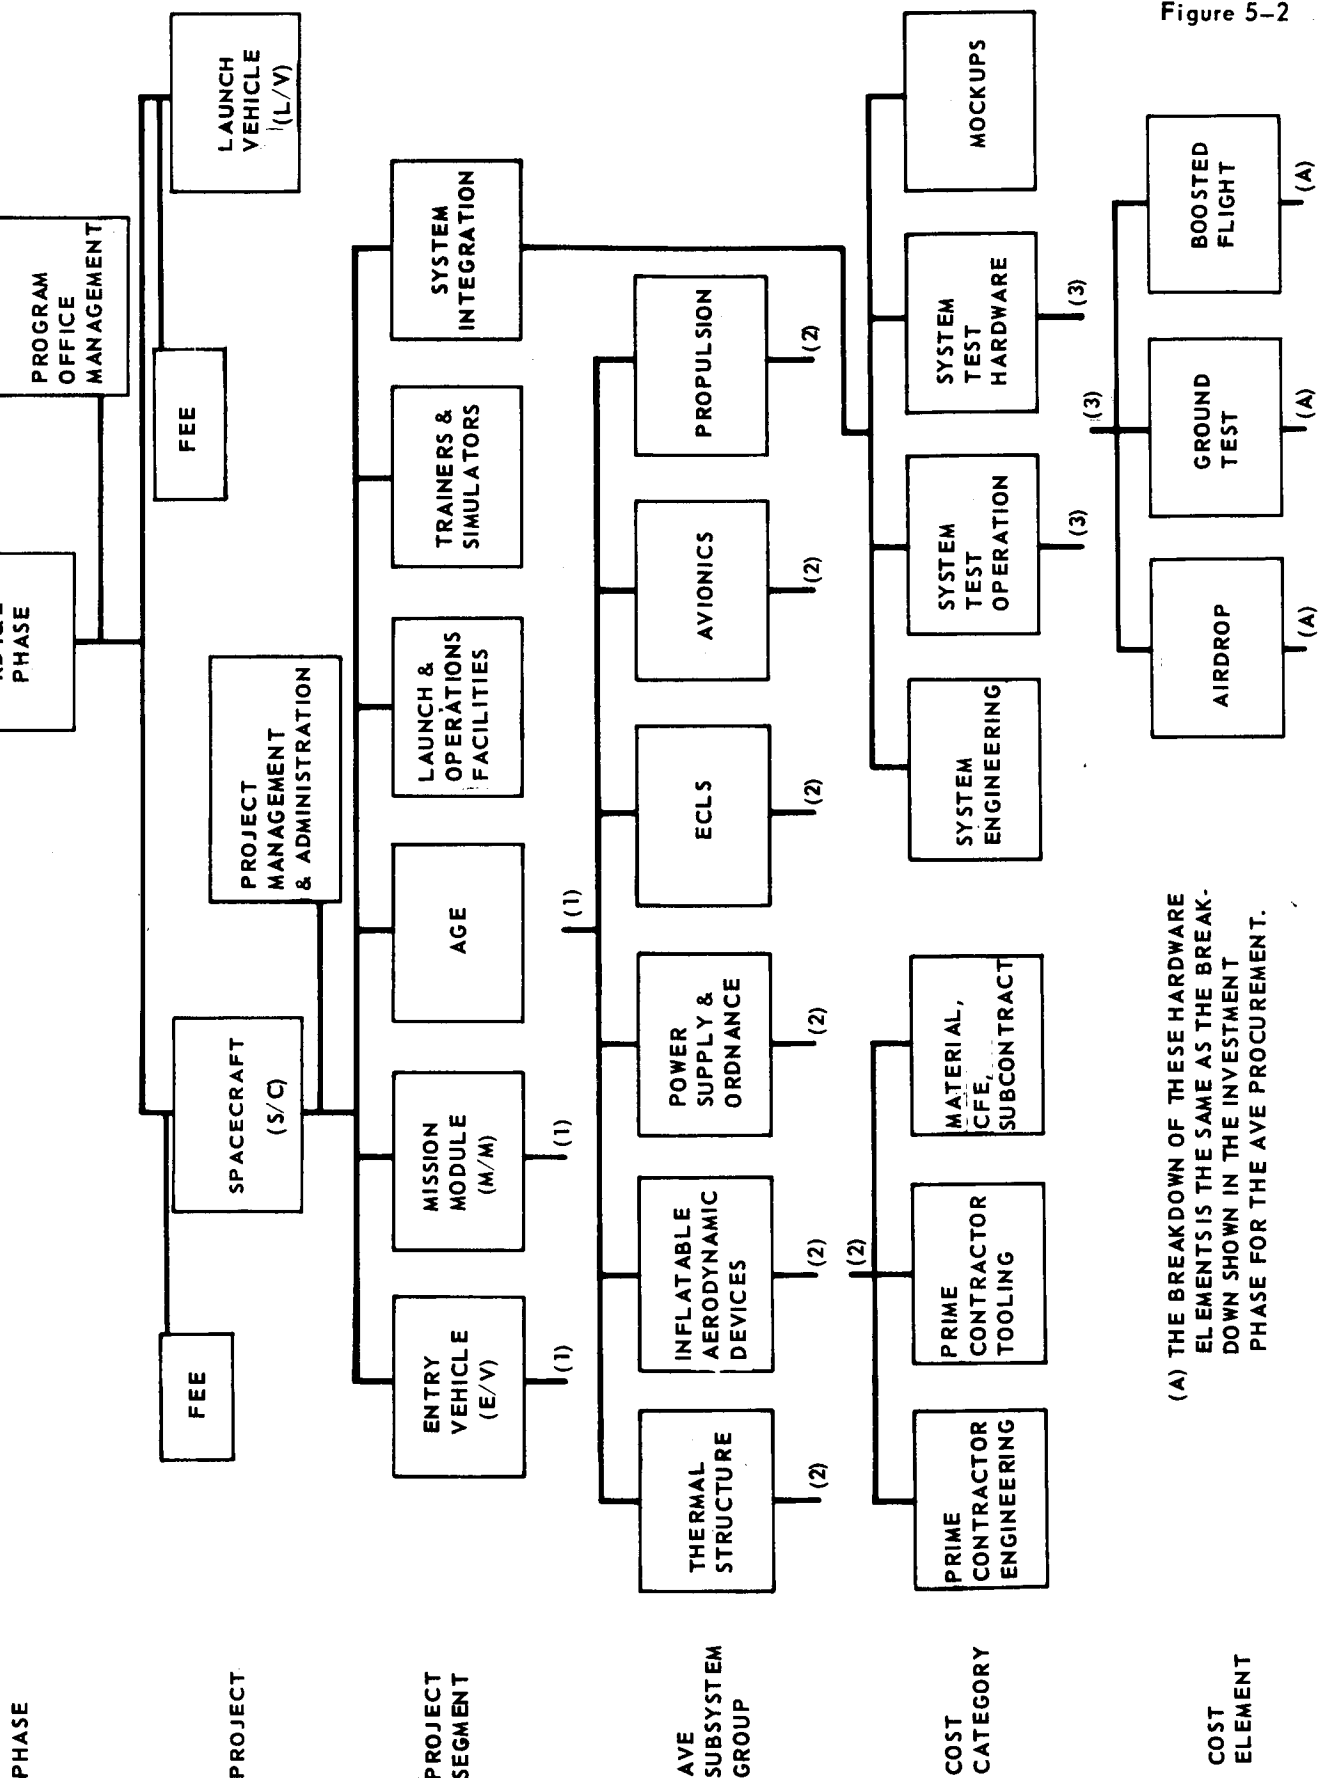 Figure 5-2
PHASE
PHASE
PROGRAM
OFFICE
MANAGEMENT
PROJECT
FEE
SPACECRAFT
(S/C)
PROJECT
MANAGEMENT
& ADMINISTRATION
FEE
LAUNCH
VEHICLE
(L/V)
PROJECT
SEGMENT
ENTRY
VEHICLE
(E/V)
(1)
MISSION
MODULE
(M/M)
(1)
AGE
LAUNCH &
OPERATIONS
FACILITIES
TRAINERS &
SIMULATORS
SYSTEM
INTEGRATION
AVE
SUBSYSTEM
GROUP
(1)
THERMAL
STRUCTURE
(2)
INFLATABLE
AERODYNAMIC
DEVICES
(2)
POWER
SUPPLY &
ORDNANCE
(2)
ECLS
(2)
AVIONICS
(2)
PROPULSION
(2)
COST
CATEGORY
(2)
PRIME
CONTRACTOR
ENGINEERING
PRIME
CONTRACTOR
TOOLING
MATERIAL,
CFE,
SUBCONTRACT
SYSTEM
ENGINEERING
SYSTEM
TEST
OPERATION
(3)
SYSTEM
TEST
HARDWARE
(3)
MOCKUPS
COST
ELEMENT
(3)
AIRDROP
(A)
GROUND
TEST
(A)
BOOSTED
FLIGHT
(A)
(A) THE BREAKDOWN OF THESE HARDWARE
ELEMENTS IS THE SAME AS THE BREAK-
DOWN SHOWN IN THE INVESTMENT
PHASE FOR THE AVE PROCUREMENT.